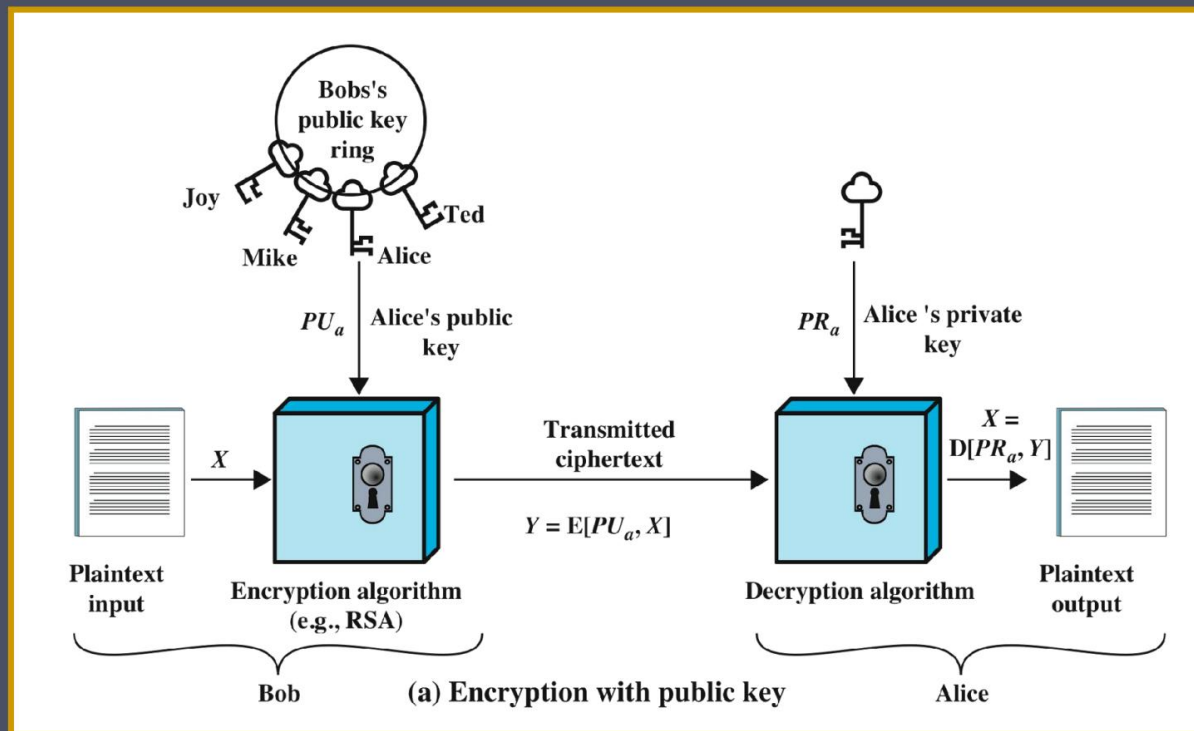 Bobs's
public key
ring
Joy
Ted
Mike
Alice
PUa
Alice's public
key
PRa
Alice 's private
key
X
Transmitted
ciphertext
Y = E[PUa, X]
X =
D[PRa, Y]
Plaintext
input
Encryption algorithm
(e.g., RSA)
Decryption algorithm
Plaintext
output
Bob
(a) Encryption with public key
Alice